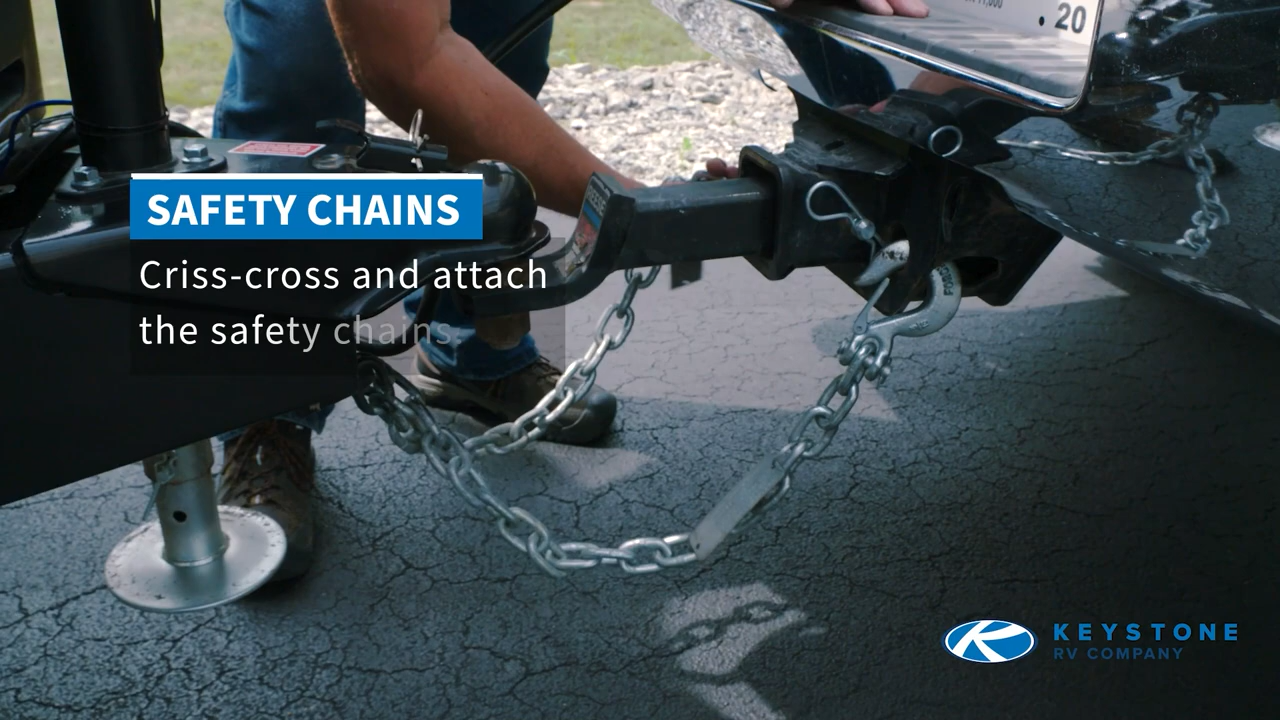 20
SAFETY CHAINS
Criss-cross and attach
the safety chains.
KEYSTONE
RV COMPANY